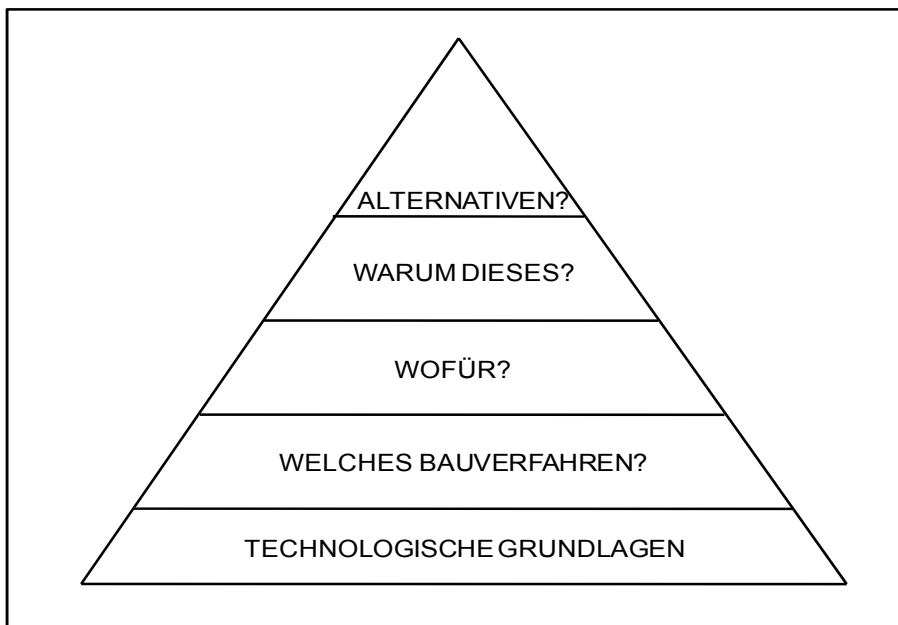 ALTERNATIVEN?
WARUM DIESES?
WOFÜR?
WELCHES BAUVERFAHREN?
TECHNOLOGISCHE GRUNDLAGEN